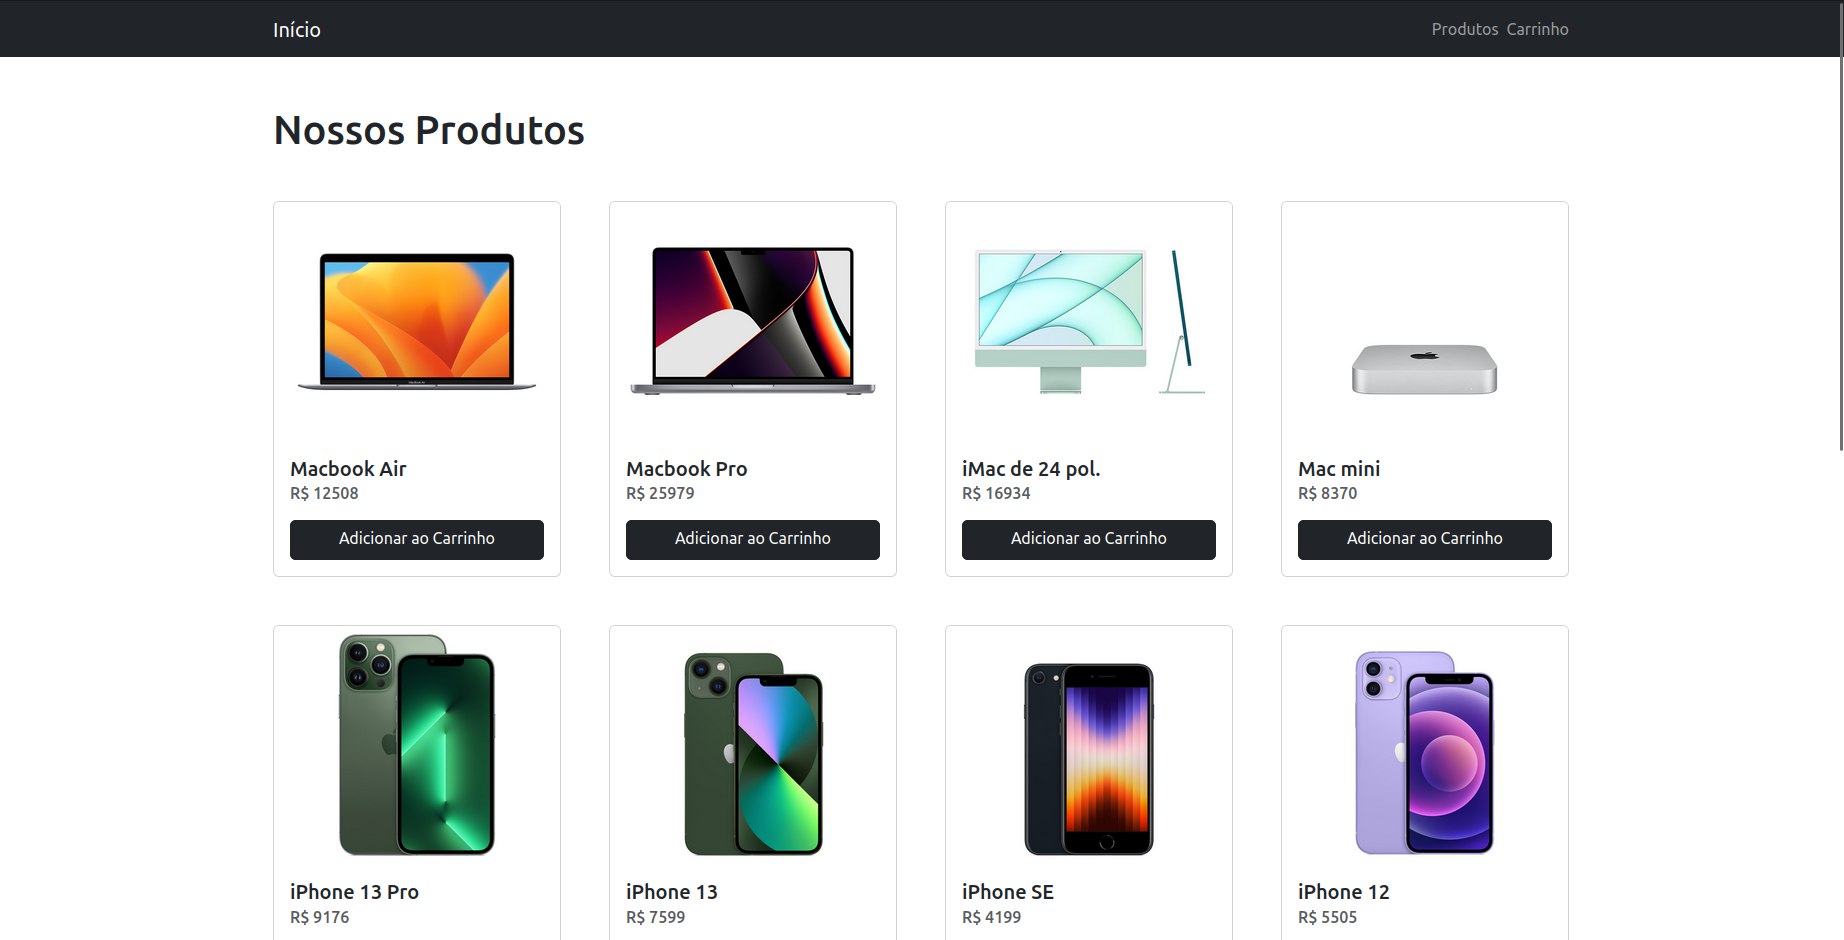 Início
Produtos Carrinho
Nossos Produtos
Macbook Air
R$ 12508
Adicionar ao Carrinho
Macbook Pro
R$ 25979
Adicionar ao Carrinho
iMac de 24 pol.
R$ 16934
Adicionar ao Carrinho
Mac mini
R$ 8370
Adicionar ao Carrinho
iPhone 13 Pro
R$ 9176
iPhone 13
R$ 7599
iPhone SE
R$ 4199
iPhone 12
R$ 5505